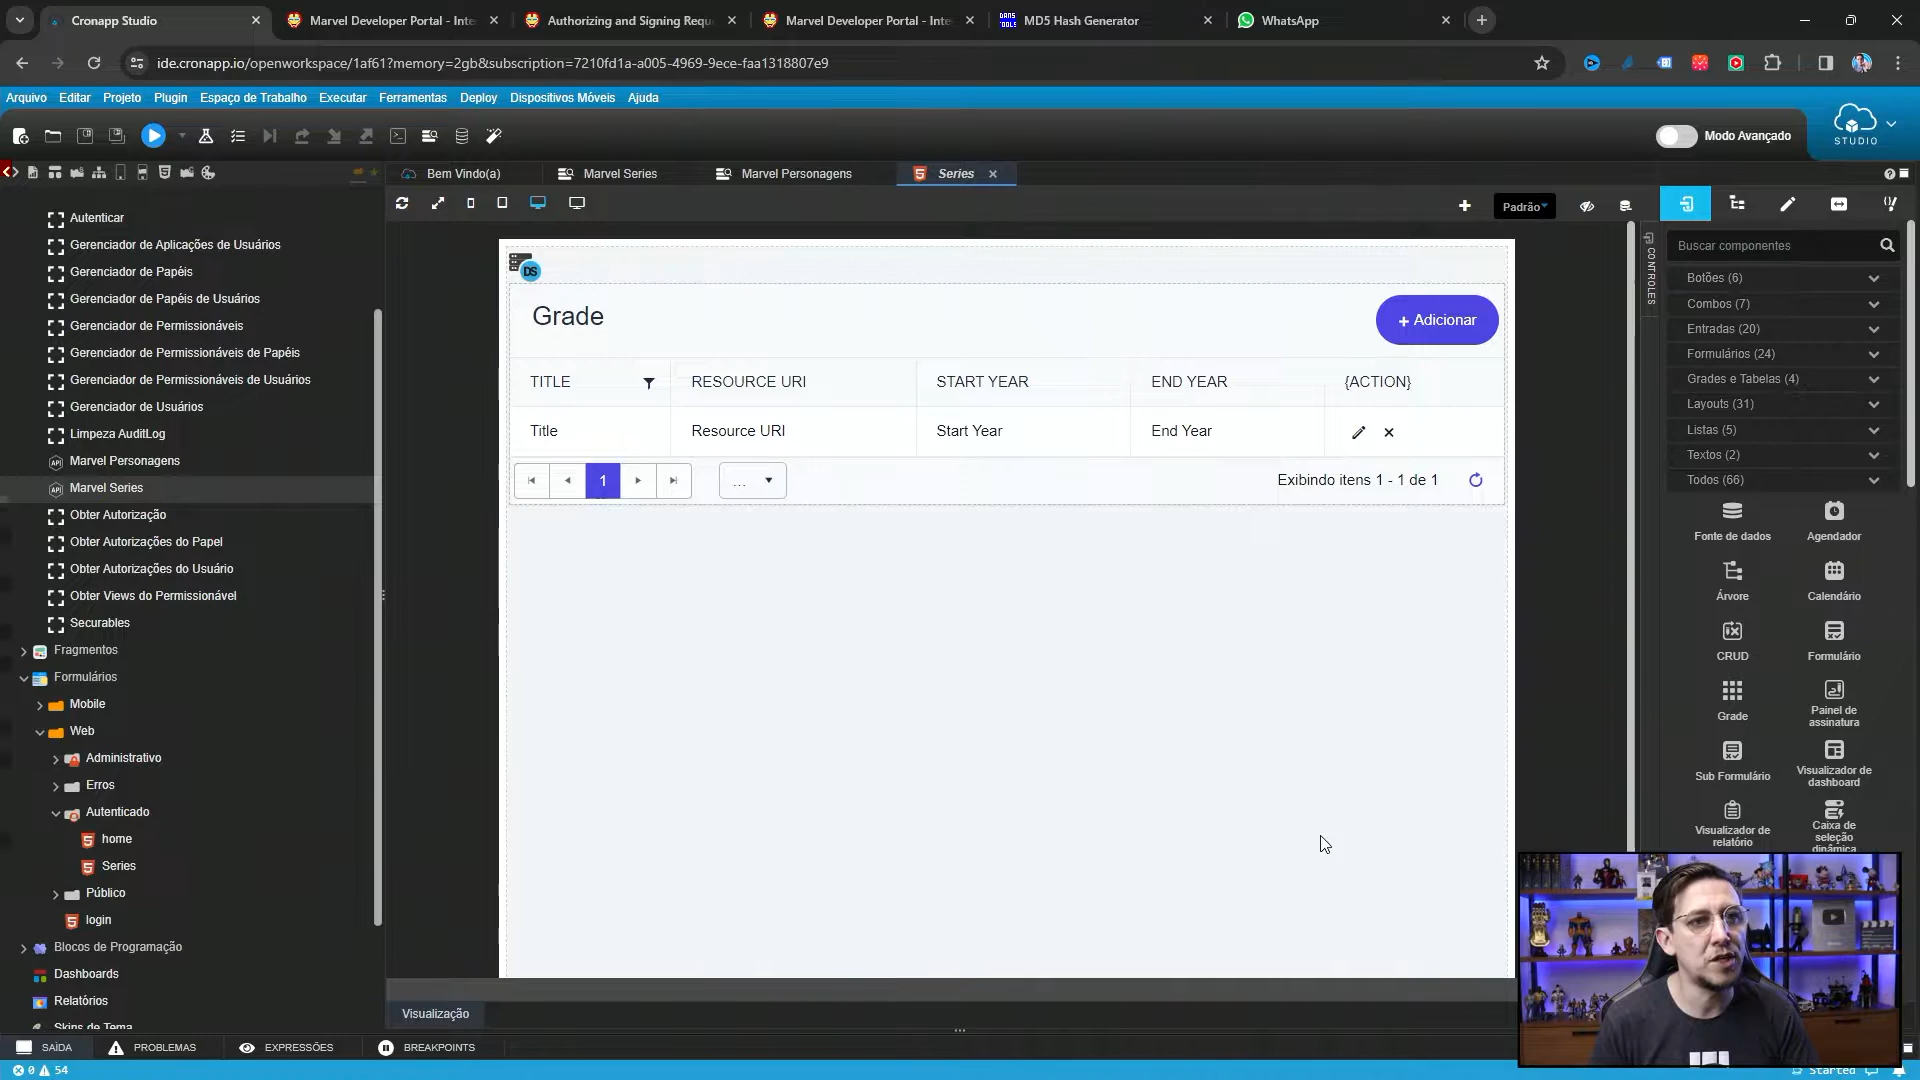 Cronapp Studio
Marvel Developer Portal - Inte
Authorizing and Signing Requ
Marvel Developer Portal - Inte
MD5 Hash Generator
WhatsApp
ide.cronapp.io/openworkspace/1af61?memory=2gb&subscription=7210fd1a-a005-4969-9ece-faa1318807e9
Arquivo Editar Projeto Plugin Espaço de Trabalho Executar Ferramentas Deploy Dispositivos Móveis Ajuda
Modo Avançado
STUDIO
Bem Vindo(a)
Marvel Series
Marvel Personagens
Series
Padrão
Autenticar
Gerenciador de Aplicações de Usuários
Gerenciador de Papéis
Gerenciador de Papéis de Usuários
Gerenciador de Permissionáveis
Gerenciador de Permissionáveis de Papéis
Gerenciador de Permissionáveis de Usuários
Gerenciador de Usuários
Limpeza AuditLog
API Marvel Personagens
API Marvel Series
Obter Autorização
Obter Autorizações do Papel
Obter Autorizações do Usuário
Obter Views do Permissionável
Securables
Fragmentos
Formulários
Mobile
Web
Administrativo
Erros
Autenticado
home
Series
Público
login
Blocos de Programação
Dashboards
Relatórios
Skins de Tema
DS
Grade
+ Adicionar
TITLE RESOURCE URI START YEAR END YEAR {ACTION}
Title Resource URI Start Year End Year
1
...
Exibindo itens 1 - 1 de 1
Visualização
CONTROLES
Buscar componentes
Botões (6)
Combos (7)
Entradas (20)
Formulários (24)
Grades e Tabelas (4)
Layouts (31)
Listas (5)
Textos (2)
Todos (66)
Fonte de dados
Agendador
Árvore
Calendário
CRUD
Formulário
Grade
Painel de
assinatura
Sub Formulário
Visualizador de
dashboard
Visualizador de
relatório
Caixa de
seleção
dinâmica
SAÍDA
PROBLEMAS
EXPRESSÕES
BREAKPOINTS
0 54
Started